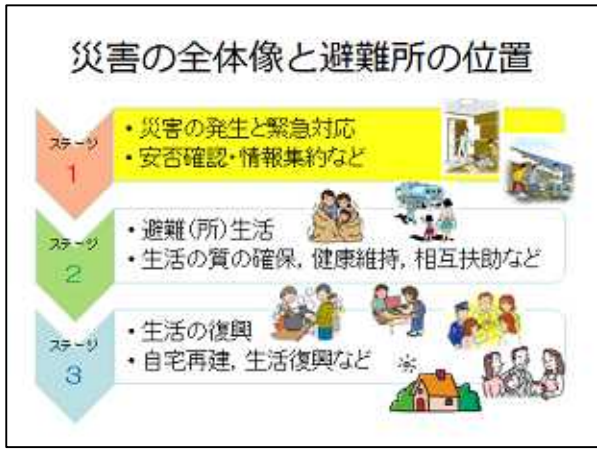 災害の全体像と避難所の位置
ステージ
1
・災害の発生と緊急対応
・安否確認・情報集約など
ステージ
2
・避難(所)生活
・生活の質の確保, 健康維持, 相互扶助など
ステージ
3
・生活の復興
・自宅再建, 生活復興など